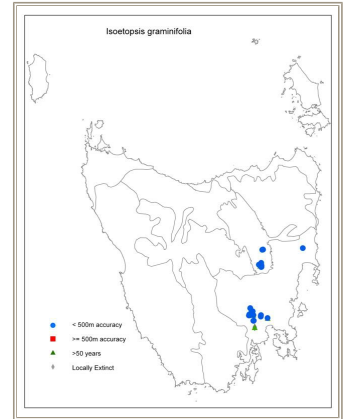 Isoetopsis graminifolia
< 500m accuracy
>= 500m accuracy
>50 years
Locally Extinct